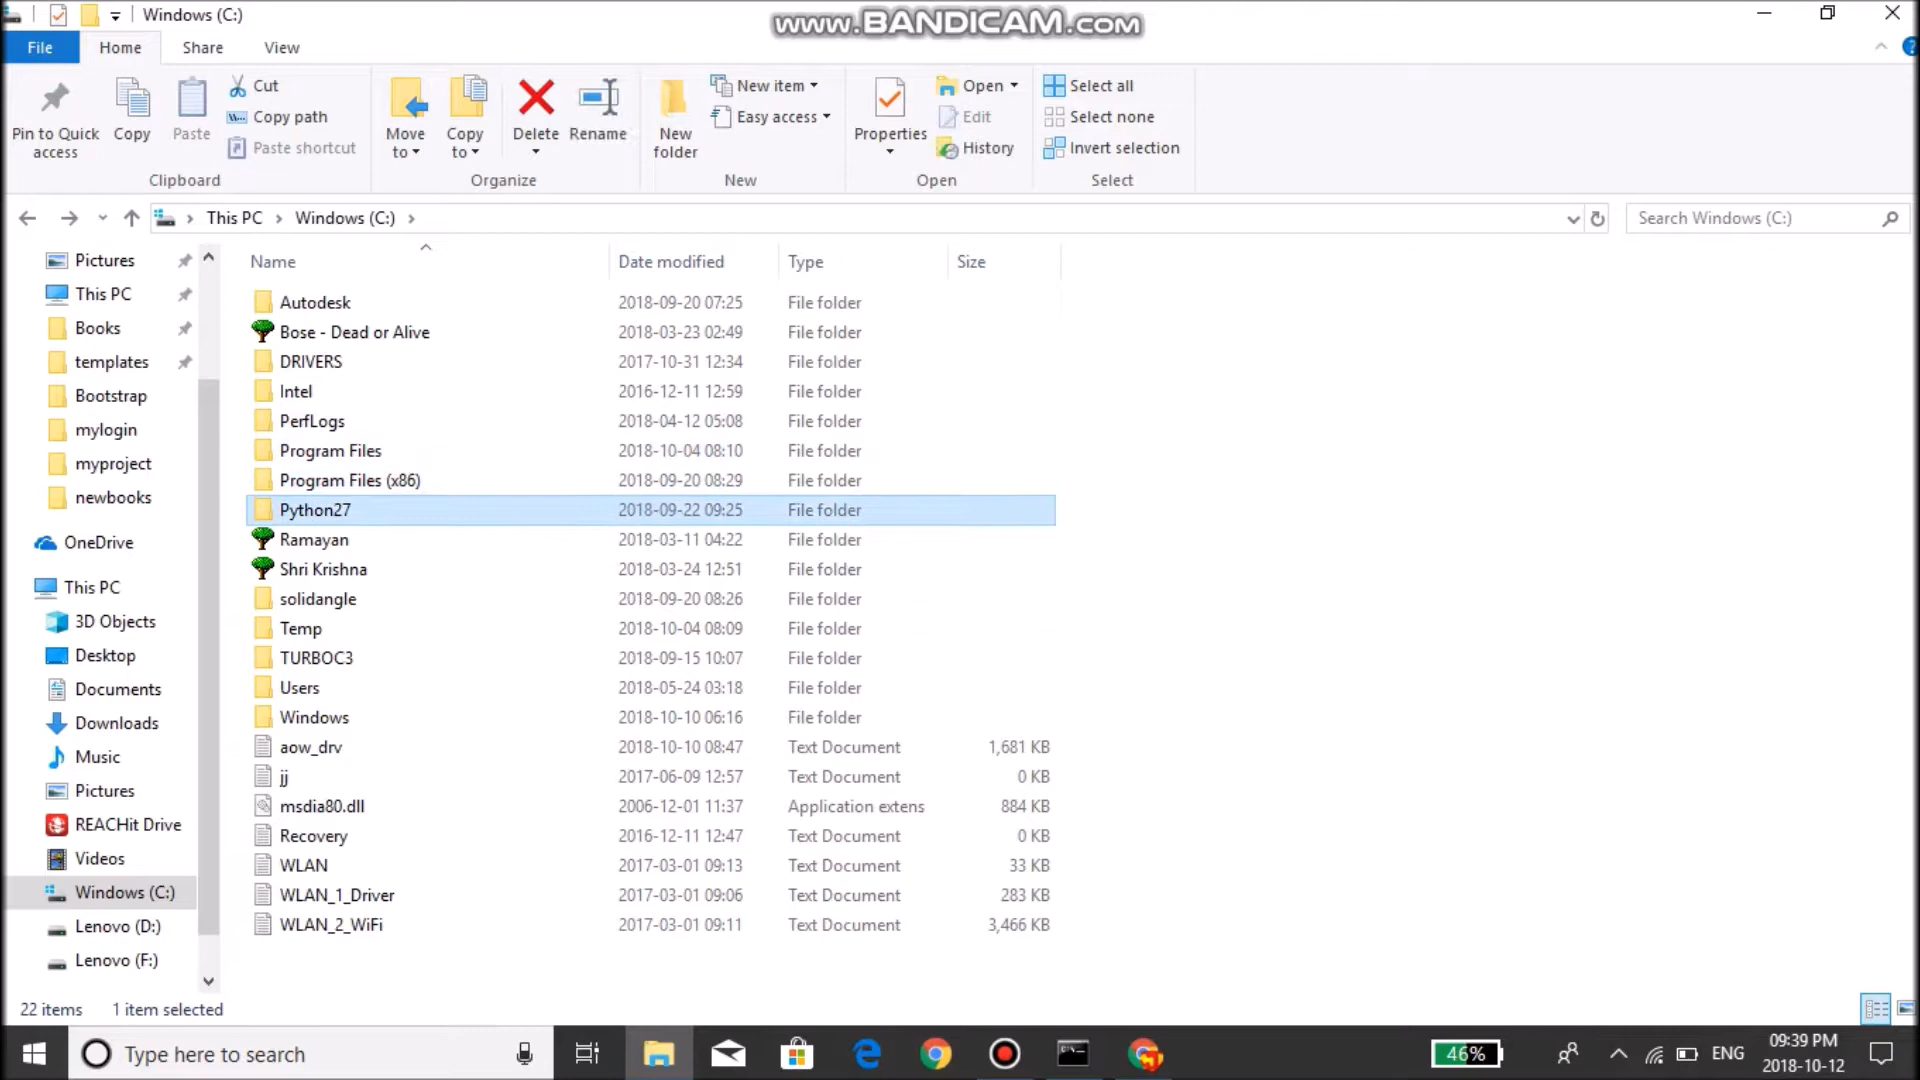 Windows (C:)
www.BANDICAM.com
File Home Share View
Pin to Quick access
Copy
Paste
Cut
Copy path
Paste shortcut
Clipboard
Move to
Copy to
Delete
Rename
Organize
New folder
New item
Easy access
New
Properties
Open
Edit
History
Open
Select all
Select none
Invert selection
Select
This PC Windows (C:)
Search Windows (C:)
Pictures
This PC
Books
templates
Bootstrap
mylogin
myproject
newbooks
OneDrive
This PC
3D Objects
Desktop
Documents
Downloads
Music
Pictures
REACHit Drive
Videos
Windows (C:)
Lenovo (D:)
Lenovo (F:)
Name Date modified Type Size
Autodesk 2018-09-20 07:25 File folder
Bose - Dead or Alive 2018-03-23 02:49 File folder
DRIVERS 2017-10-31 12:34 File folder
Intel 2016-12-11 12:59 File folder
PerfLogs 2018-04-12 05:08 File folder
Program Files 2018-10-04 08:10 File folder
Program Files (x86) 2018-09-20 08:29 File folder
Python27 2018-09-22 09:25 File folder
Ramayan 2018-03-11 04:22 File folder
Shri Krishna 2018-03-24 12:51 File folder
solidangle 2018-09-20 08:26 File folder
Temp 2018-10-04 08:09 File folder
TURBOC3 2018-09-15 10:07 File folder
Users 2018-05-24 03:18 File folder
Windows 2018-10-10 06:16 File folder
aow_drv 2018-10-10 08:47 Text Document 1,681 KB
jj 2017-06-09 12:57 Text Document 0 KB
msdia80.dll 2006-12-01 11:37 Application extens 884 KB
Recovery 2016-12-11 12:47 Text Document 0 KB
WLAN 2017-03-01 09:13 Text Document 33 KB
WLAN_1_Driver 2017-03-01 09:06 Text Document 283 KB
WLAN_2_WiFi 2017-03-01 09:11 Text Document 3,466 KB
22 items 1 item selected
Type here to search
46%
ENG
09:39 PM
2018-10-12